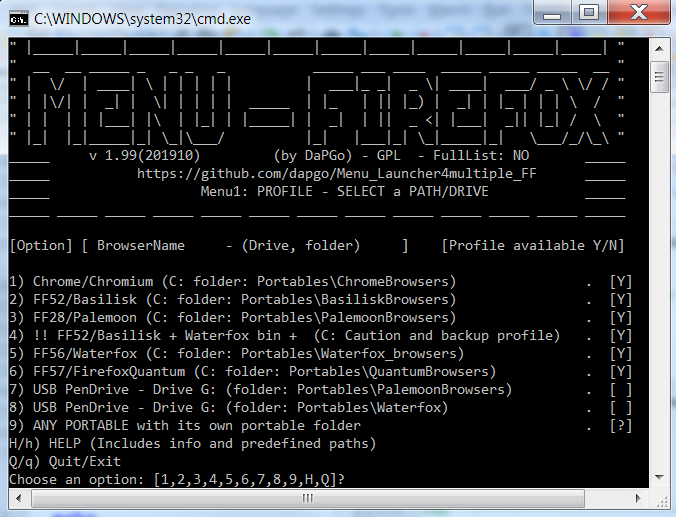 C:\WINDOWS\system32\cmd.exe
MENU - FIREFOX
v 1.99(201910) (by DaPGo) - GPL - FullList: NO
https://github.com/dapgo/Menu_Launcher4multiple_FF
Menu1: PROFILE - SELECT a PATH/DRIVE
[Option] [ BrowserName - (Drive, folder) ] [Profile available Y/N]
1) Chrome/Chromium (C: folder: Portables\ChromeBrowsers) . [Y]
2) FF52/Basilisk (C: folder: Portables\BasiliskBrowsers) . [Y]
3) FF28/Palemoon (C: folder: Portables\PalemoonBrowsers) . [Y]
4) !! FF52/Basilisk + Waterfox bin + (C: Caution and backup profile) . [Y]
5) FF56/Waterfox (C: folder: Portables\Waterfox_browsers) . [Y]
6) FF57/FirefoxQuantum (C: folder: Portables\QuantumBrowsers) . [Y]
7) USB PenDrive - Drive G: (folder: Portables\PalemoonBrowsers) . [ ]
8) USB PenDrive - Drive G: (folder: Portables\Waterfox) . [ ]
9) ANY PORTABLE with its own portable folder . [?]
H/h) HELP (Includes info and predefined paths)
Q/q) Quit/Exit
Choose an option: [1,2,3,4,5,6,7,8,9,H,Q]?